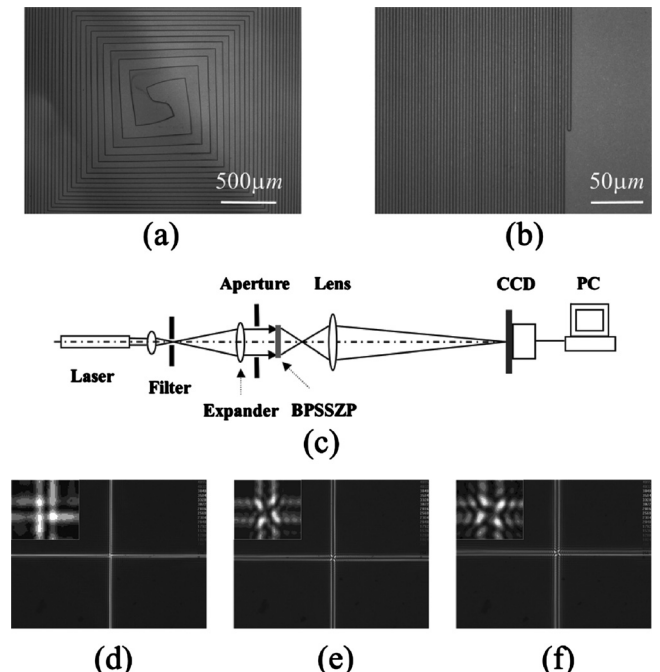 500μm
50μm
(a)
(b)
Aperture
Lens
CCD
PC
Laser
Filter
Expander
BPSSZP
(c)
(d)
(e)
(f)